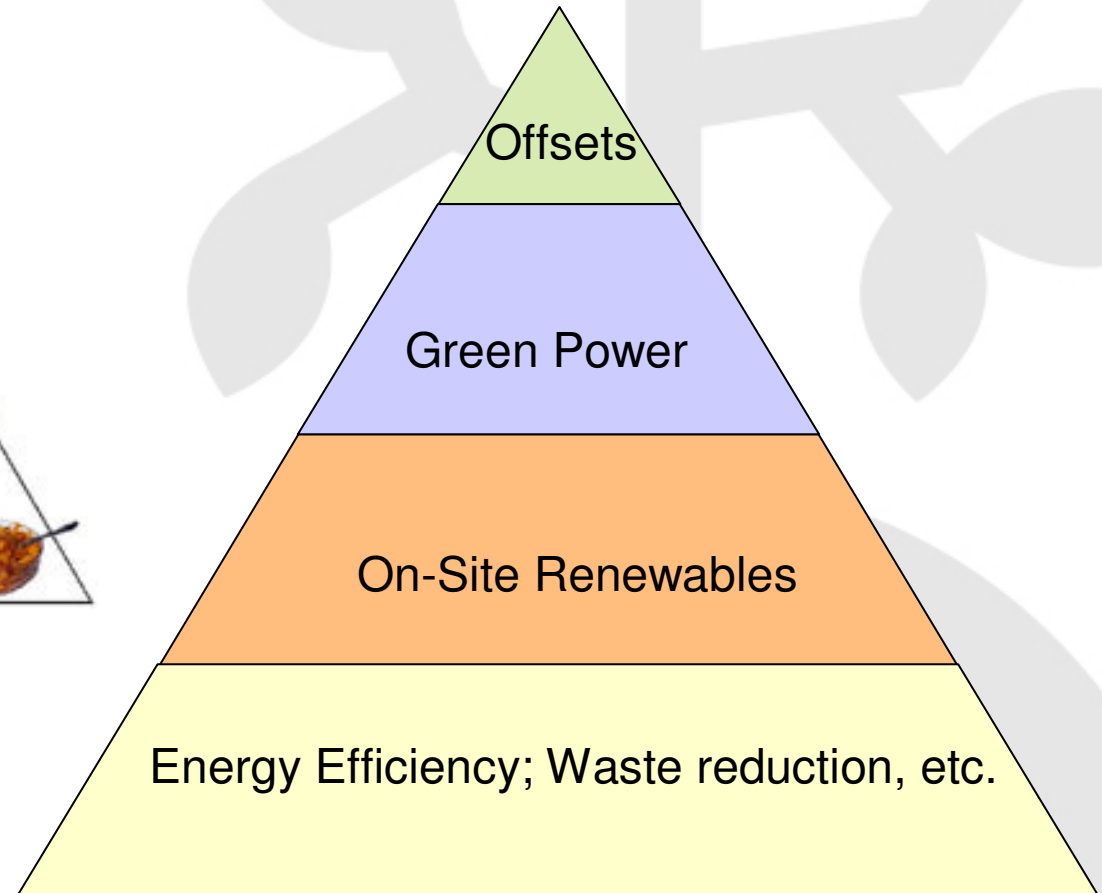 Offsets
Green Power
On-Site Renewables
Energy Efficiency; Waste reduction, etc.